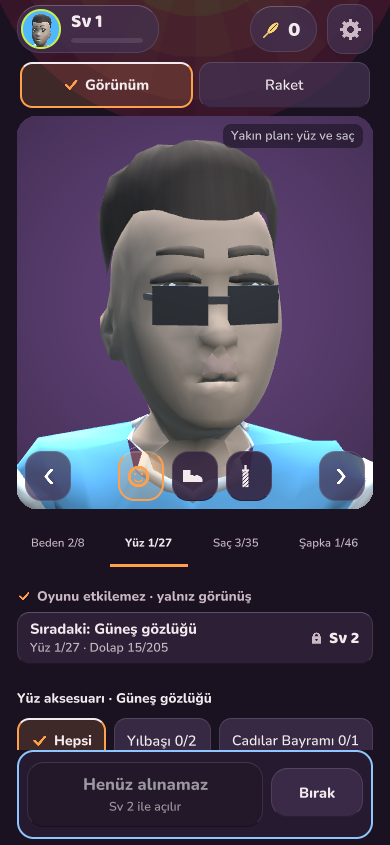 Sv 1
0
Görünüm
Raket
Yakın plan: yüz ve saç
Beden 2/8
Yüz 1/27
Saç 3/35
Şapka 1/46
Oyunu etkilemez · yalnız görünüş
Sıradaki: Güneş gözlüğü
Yüz 1/27 · Dolap 15/205
Sv 2
Yüz aksesuarı · Güneş gözlüğü
Hepsi
Yılbaşı 0/2
Cadılar Bayramı 0/1
Henüz alınamaz
Sv 2 ile açılır
Bırak